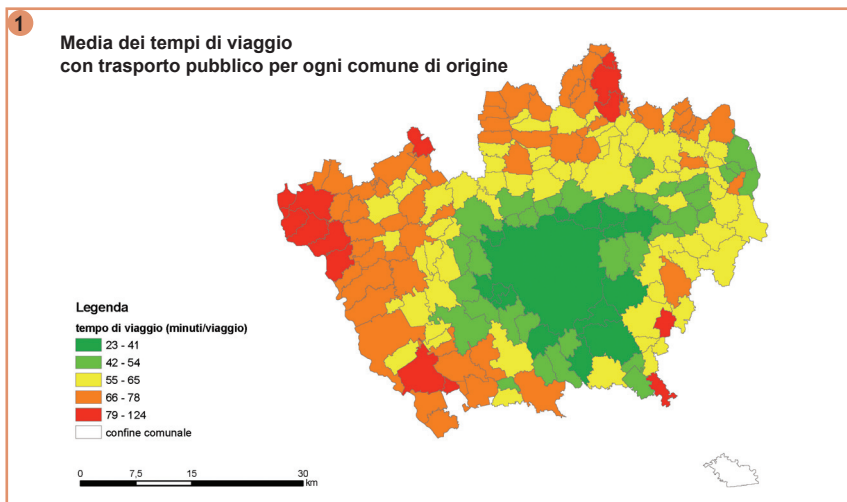 1
Media dei tempi di viaggio
con trasporto pubblico per ogni comune di origine
Legenda
tempo di viaggio (minuti/viaggio)
23 - 41
42 - 54
55 - 65
66 - 78
79 - 124
confine comunale
0 7,5 15 30
km